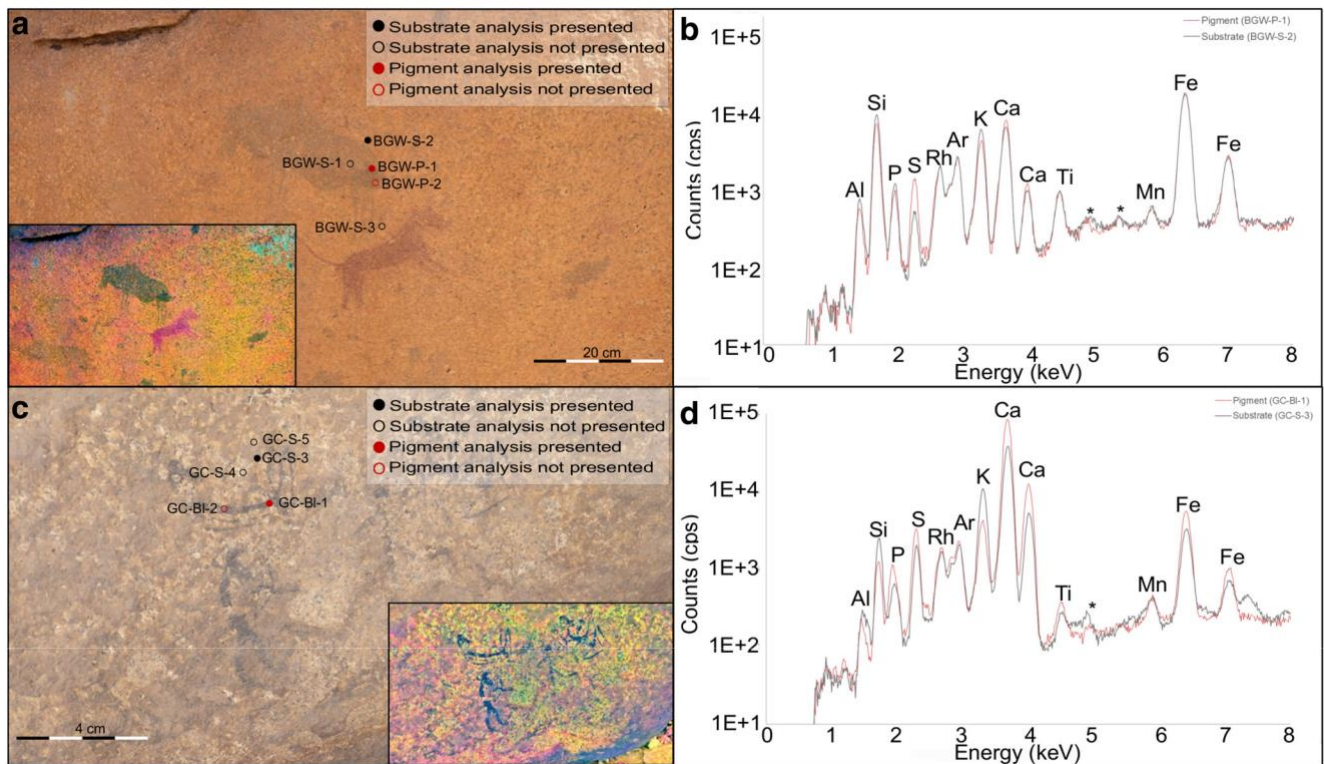 a
Substrate analysis presented
Substrate analysis not presented
Pigment analysis presented
Pigment analysis not presented
BGW-S-2
BGW-S-1
BGW-P-1
BGW-P-2
BGW-S-3
20 cm
b
Pigment (BGW-P-1)
Substrate (BGW-S-2)
1E+5
1E+4
1E+3
1E+2
1E+1
Counts (cps)
Al
Si
P
S
Rh
Ar
K
Ca
Ca
Ti
*
*
Mn
Fe
Fe
0 1 2 3 4 5 6 7 8
Energy (keV)
c
Substrate analysis presented
Substrate analysis not presented
Pigment analysis presented
Pigment analysis not presented
GC-S-5
GC-S-3
GC-S-4
GC-Bl-2
GC-Bl-1
4 cm
d
Pigment (GC-Bl-1)
Substrate (GC-S-3)
1E+5
1E+4
1E+3
1E+2
1E+1
Counts (cps)
Al
Si
P
S
Rh
Ar
K
Ca
Ca
Ti
*
Mn
Fe
Fe
0 1 2 3 4 5 6 7 8
Energy (keV)